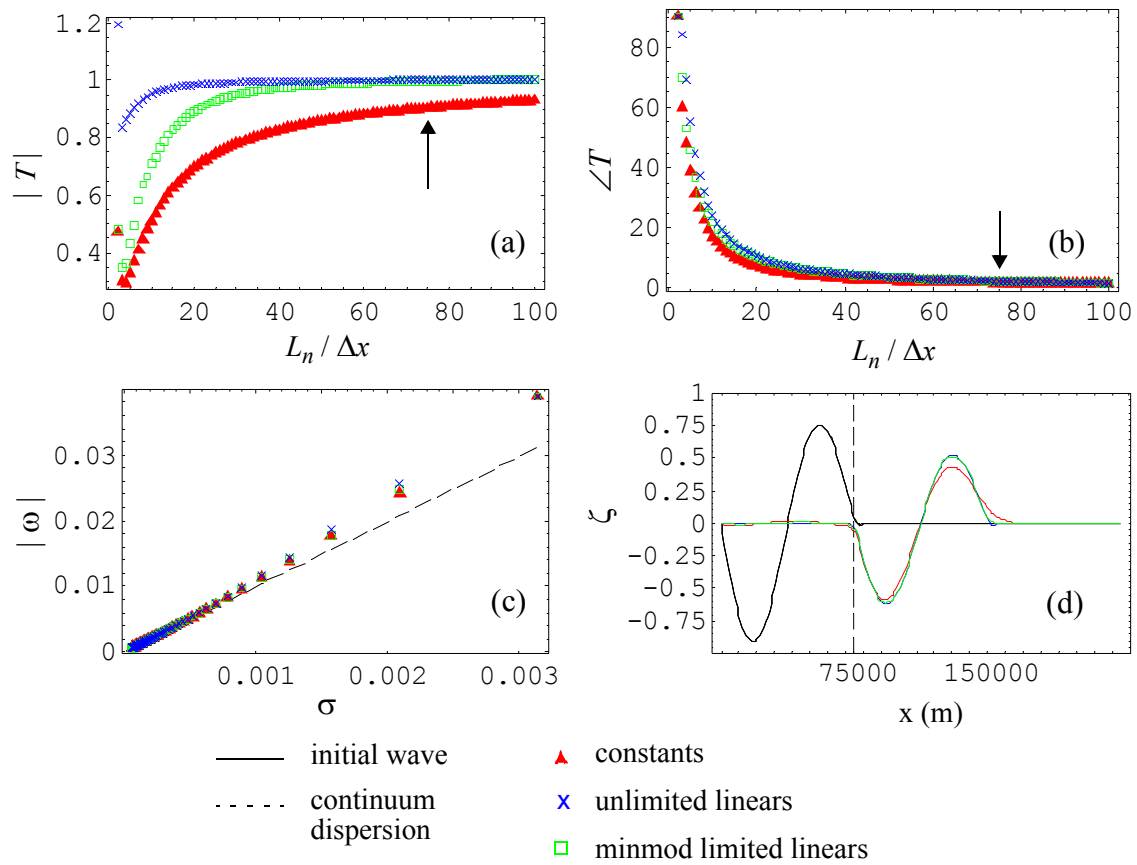 1.2
1
0.8
0.6
0.4
| T |
0 20 40 60 80 100
L_n / Δx
(a)
80
60
40
20
0
∠T
0 20 40 60 80 100
L_n / Δx
(b)
0.03
0.02
0.01
0
| ω |
0.001 0.002 0.003
σ
(c)
1
0.75
0.5
0.25
0
-0.25
-0.5
-0.75
ζ
75000 150000
x (m)
(d)
initial wave
continuum
dispersion
constants
unlimited linears
minmod limited linears